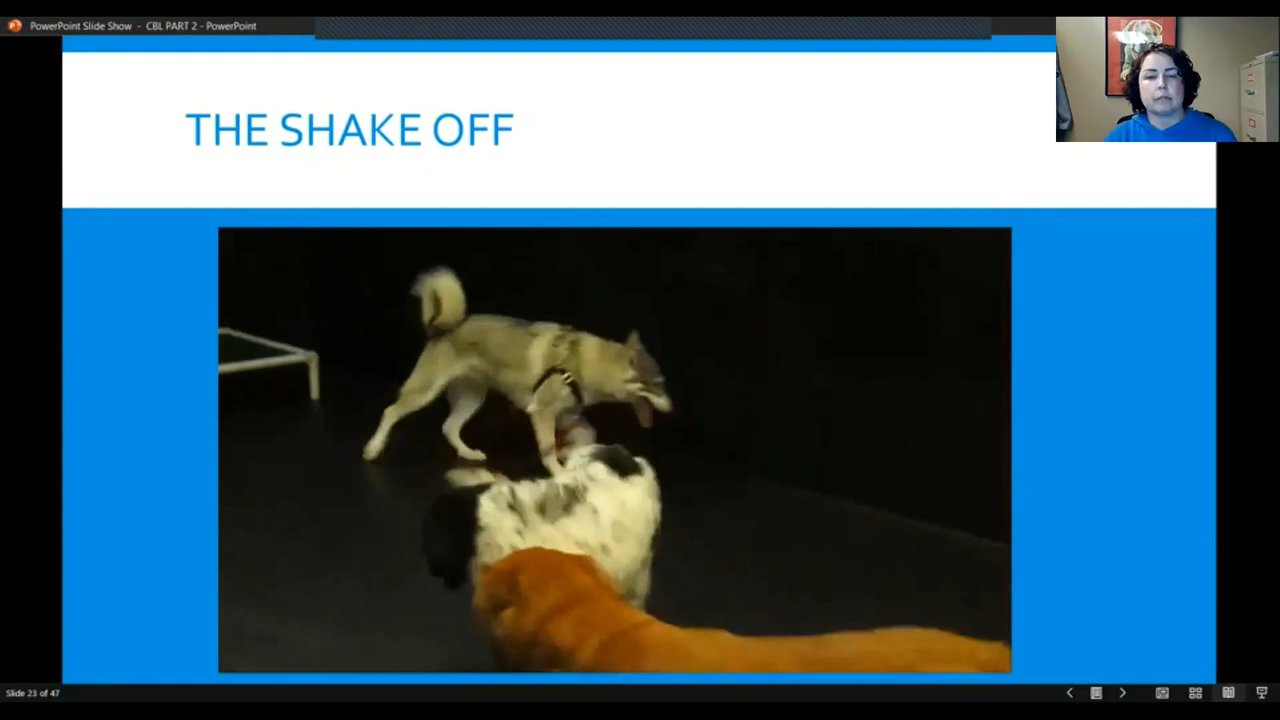 PowerPoint Slide Show - CBL PART 2 - PowerPoint
THE SHAKE OFF
Slide 23 of 47